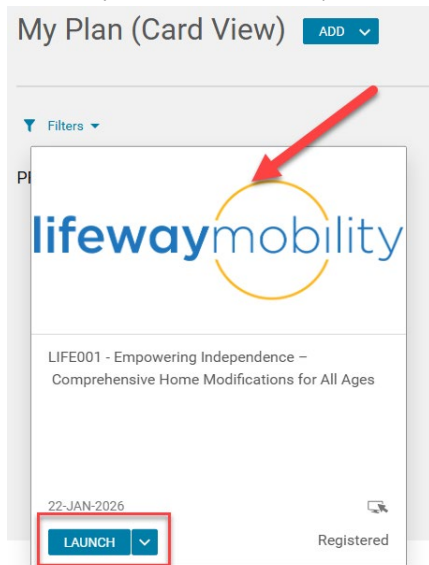 My Plan (Card View) ADD
Filters
lifewaymobility
LIFE001 - Empowering Independence –
Comprehensive Home Modifications for All Ages
22-JAN-2026
LAUNCH Registered